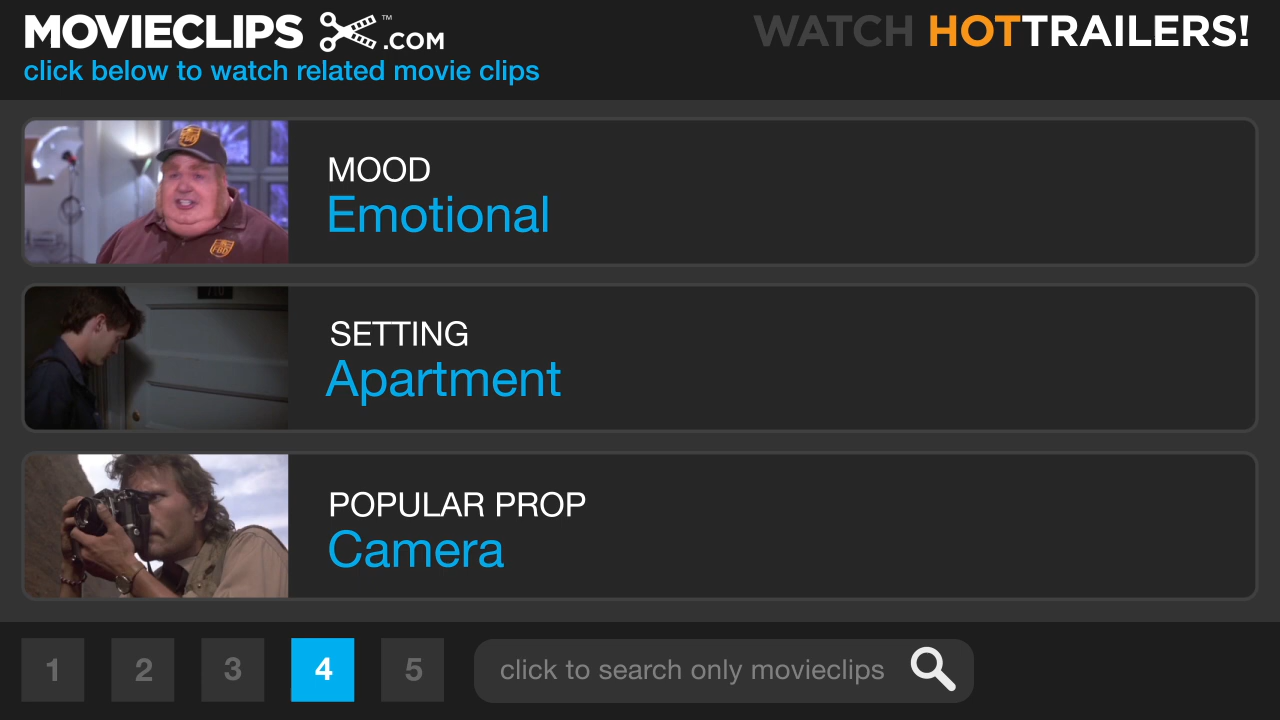 MOVIECLIPS ™ .COM
WATCH HOTTRAILERS!
click below to watch related movie clips
MOOD
Emotional
SETTING
Apartment
POPULAR PROP
Camera
1 2 3 4 5
click to search only movieclips